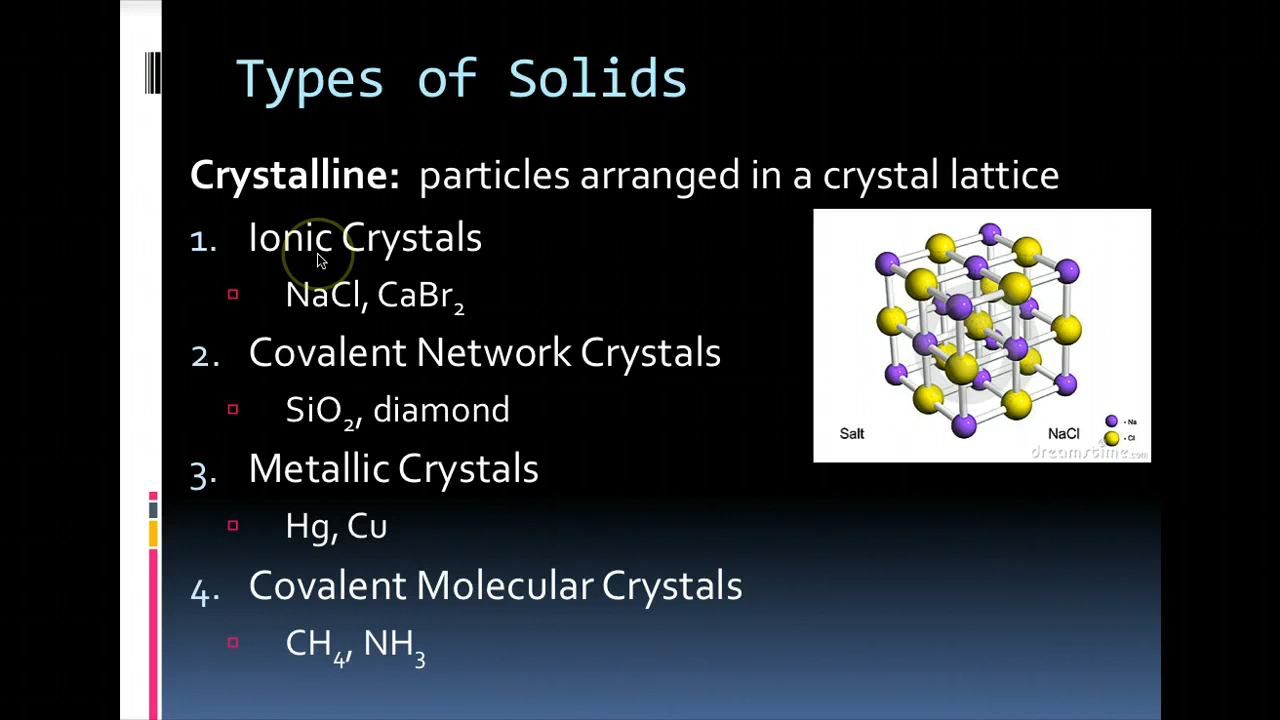 Types of Solids
Crystalline: particles arranged in a crystal lattice
1. Ionic Crystals
NaCl, CaBr₂
2. Covalent Network Crystals
SiO₂, diamond
3. Metallic Crystals
Hg, Cu
4. Covalent Molecular Crystals
CH₄, NH₃
- Na
Salt NaCl - Cl
dreamstime.com